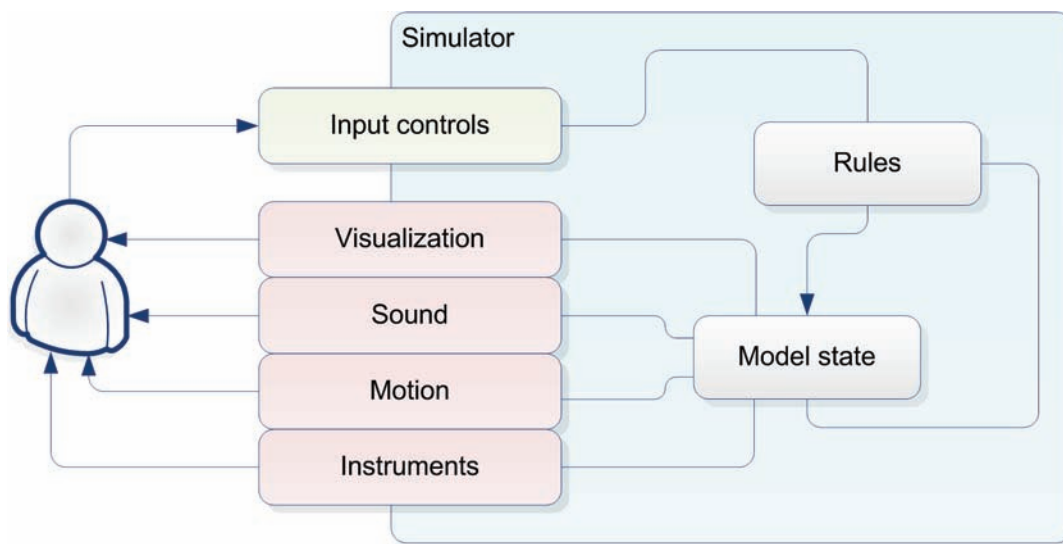 Simulator
Input controls
Rules
Visualization
Sound
Model state
Motion
Instruments